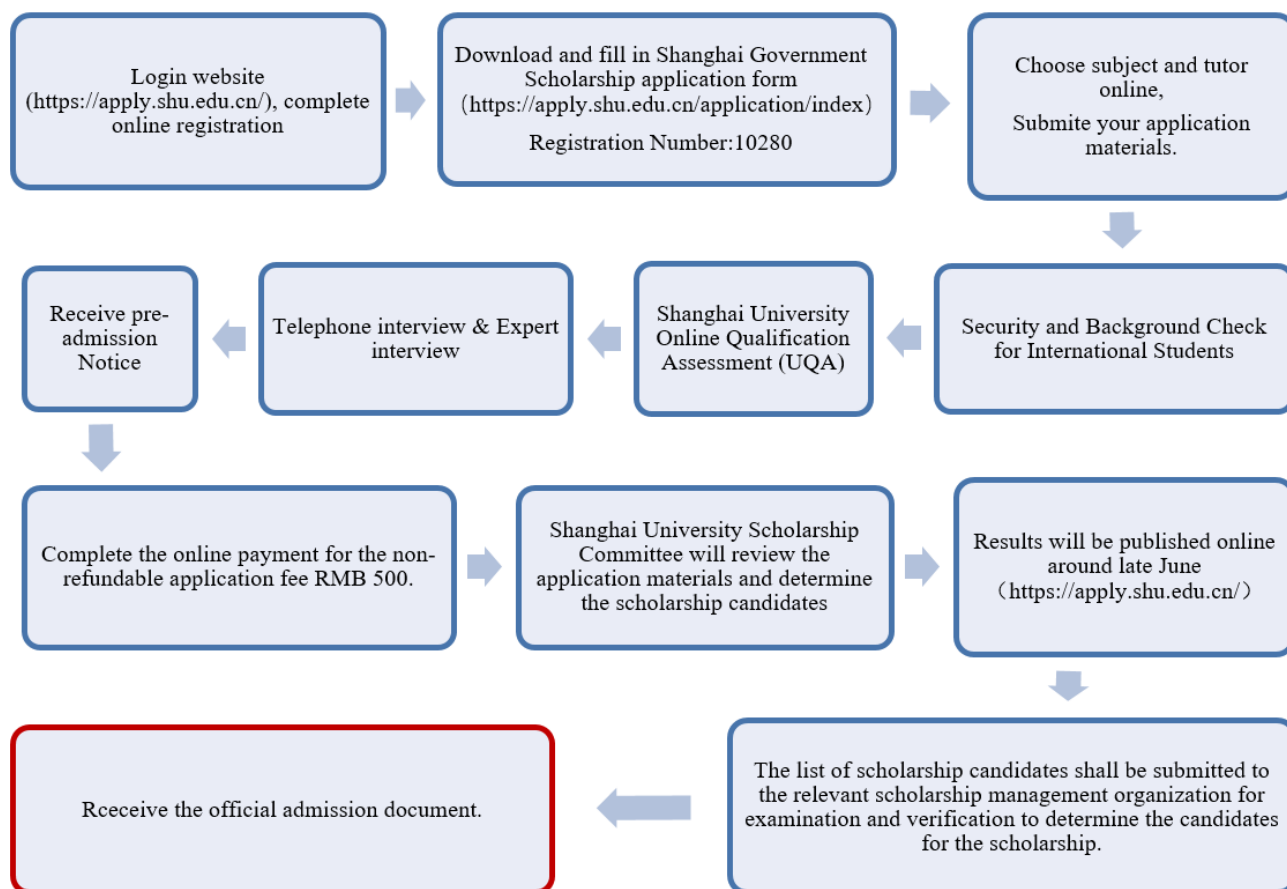 Login website
(https://apply.shu.edu.cn/), complete
online registration
Download and fill in Shanghai Government
Scholarship application form
（https://apply.shu.edu.cn/application/index）
Registration Number:10280
Choose subject and tutor
online,
Submite your application
materials.
Security and Background Check
for International Students
Shanghai University
Online Qualification
Assessment (UQA)
Telephone interview & Expert
interview
Receive pre-
admission
Notice
Complete the online payment for the non-
refundable application fee RMB 500.
Shanghai University Scholarship
Committee will review the
application materials and determine
the scholarship candidates
Results will be published online
around late June
（https://apply.shu.edu.cn/）
The list of scholarship candidates shall be submitted to
the relevant scholarship management organization for
examination and verification to determine the candidates
for the scholarship.
Rceceive the official admission document.